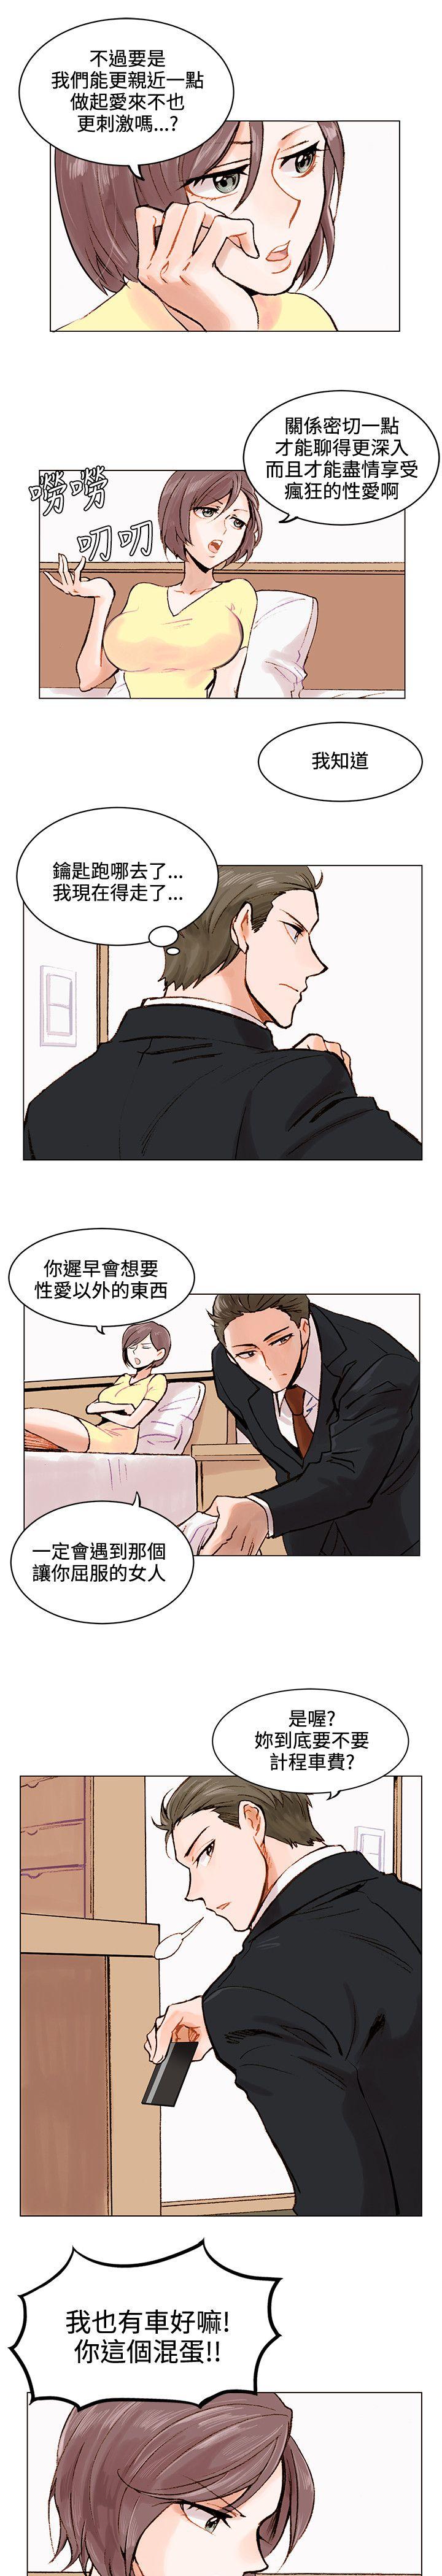 不過要是
我們能更親近一點
做起愛來不也
更刺激嗎...?
關係密切一點
才能聊得更深入
而且才能盡情享受
瘋狂的性愛啊
嘮嘮
叨叨
我知道
鑰匙跑哪去了...
我現在得走了...
你遲早會想要
性愛以外的東西
一定會遇到那個
讓你屈服的女人
是喔?
妳到底要不要
計程車費?
我也有車好嘛!
你這個混蛋!!